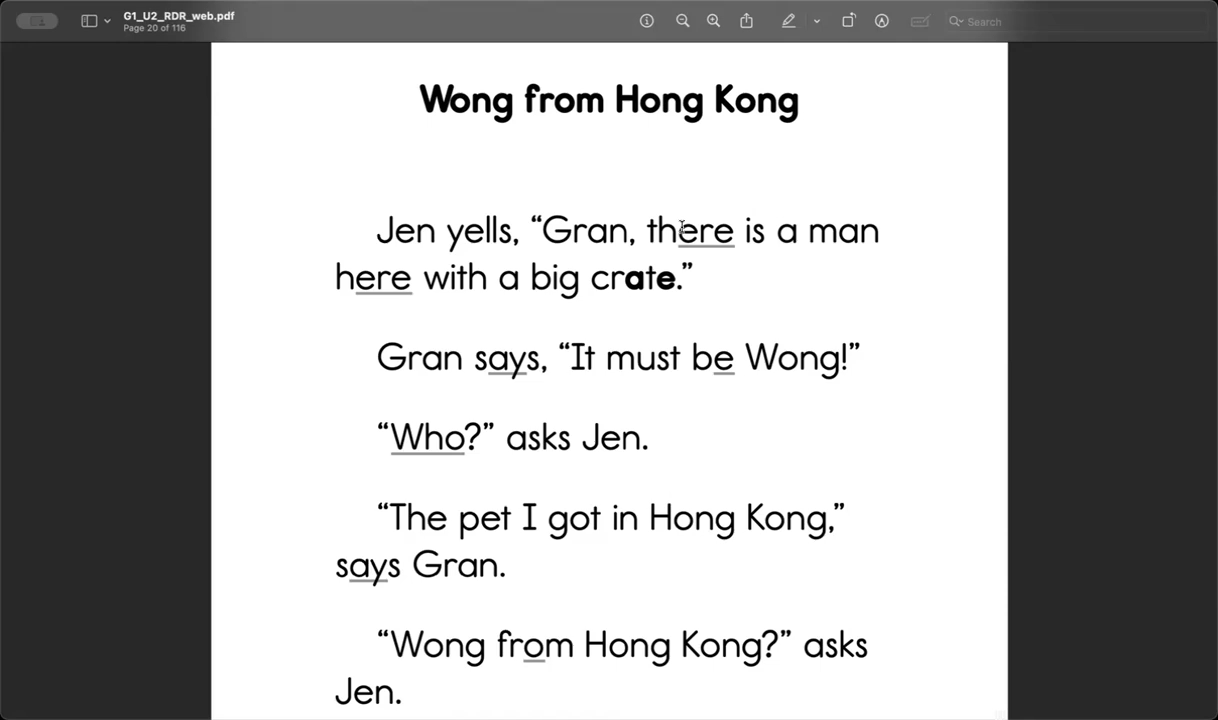 G1_U2_RDR_web.pdf
Page 20 of 116
Search
Wong from Hong Kong
Jen yells, “Gran, there is a man
here with a big crate.”
Gran says, “It must be Wong!”
“Who?” asks Jen.
“The pet I got in Hong Kong,”
says Gran.
“Wong from Hong Kong?” asks
Jen.